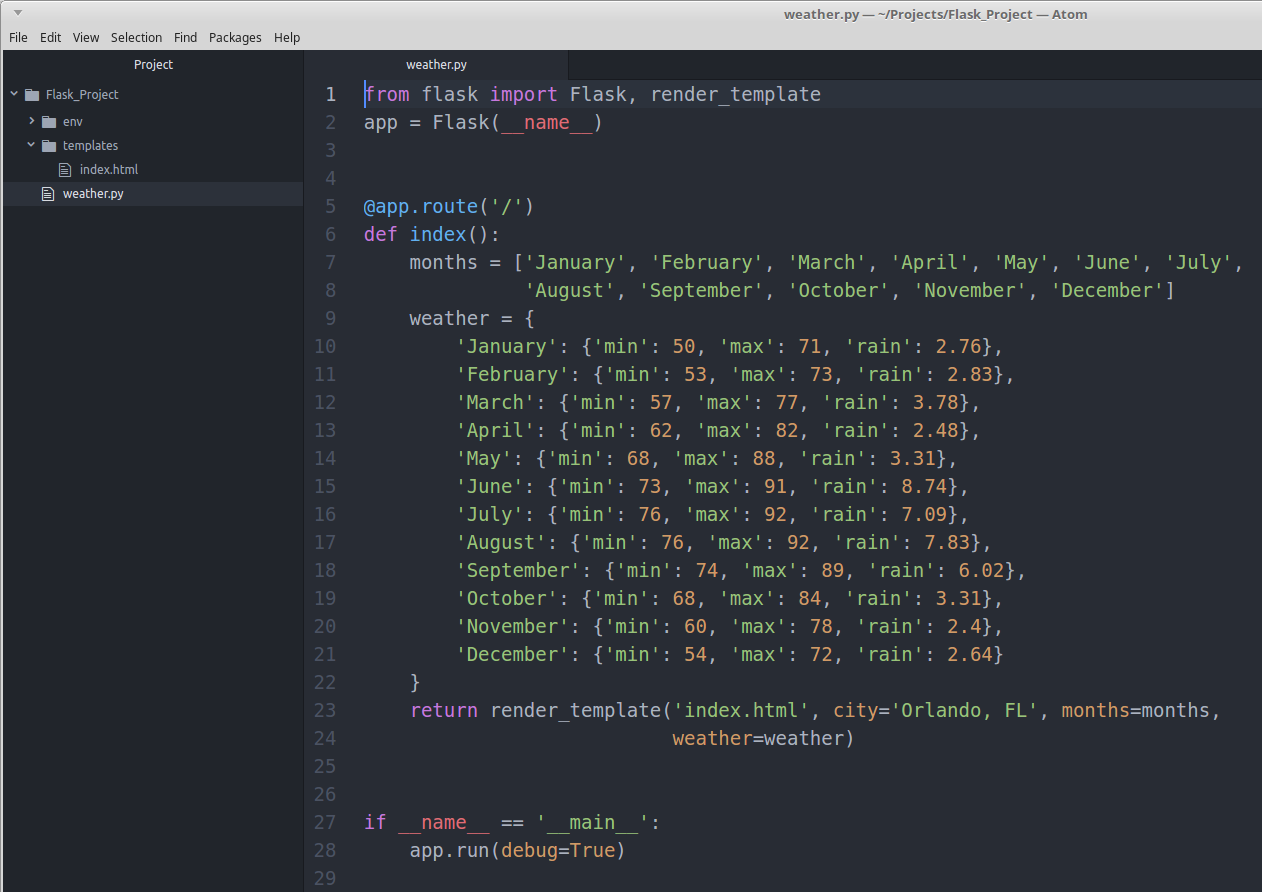 weather.py — ~/Projects/Flask_Project — Atom
File Edit View Selection Find Packages Help
Project
Flask_Project
env
templates
index.html
weather.py
weather.py
1 from flask import Flask, render_template
2 app = Flask(__name__)
3
4
5 @app.route('/')
6 def index():
7     months = ['January', 'February', 'March', 'April', 'May', 'June', 'July',
8               'August', 'September', 'October', 'November', 'December']
9     weather = {
10         'January': {'min': 50, 'max': 71, 'rain': 2.76},
11         'February': {'min': 53, 'max': 73, 'rain': 2.83},
12         'March': {'min': 57, 'max': 77, 'rain': 3.78},
13         'April': {'min': 62, 'max': 82, 'rain': 2.48},
14         'May': {'min': 68, 'max': 88, 'rain': 3.31},
15         'June': {'min': 73, 'max': 91, 'rain': 8.74},
16         'July': {'min': 76, 'max': 92, 'rain': 7.09},
17         'August': {'min': 76, 'max': 92, 'rain': 7.83},
18         'September': {'min': 74, 'max': 89, 'rain': 6.02},
19         'October': {'min': 68, 'max': 84, 'rain': 3.31},
20         'November': {'min': 60, 'max': 78, 'rain': 2.4},
21         'December': {'min': 54, 'max': 72, 'rain': 2.64}
22     }
23     return render_template('index.html', city='Orlando, FL', months=months,
24                            weather=weather)
25
26
27 if __name__ == '__main__':
28     app.run(debug=True)
29